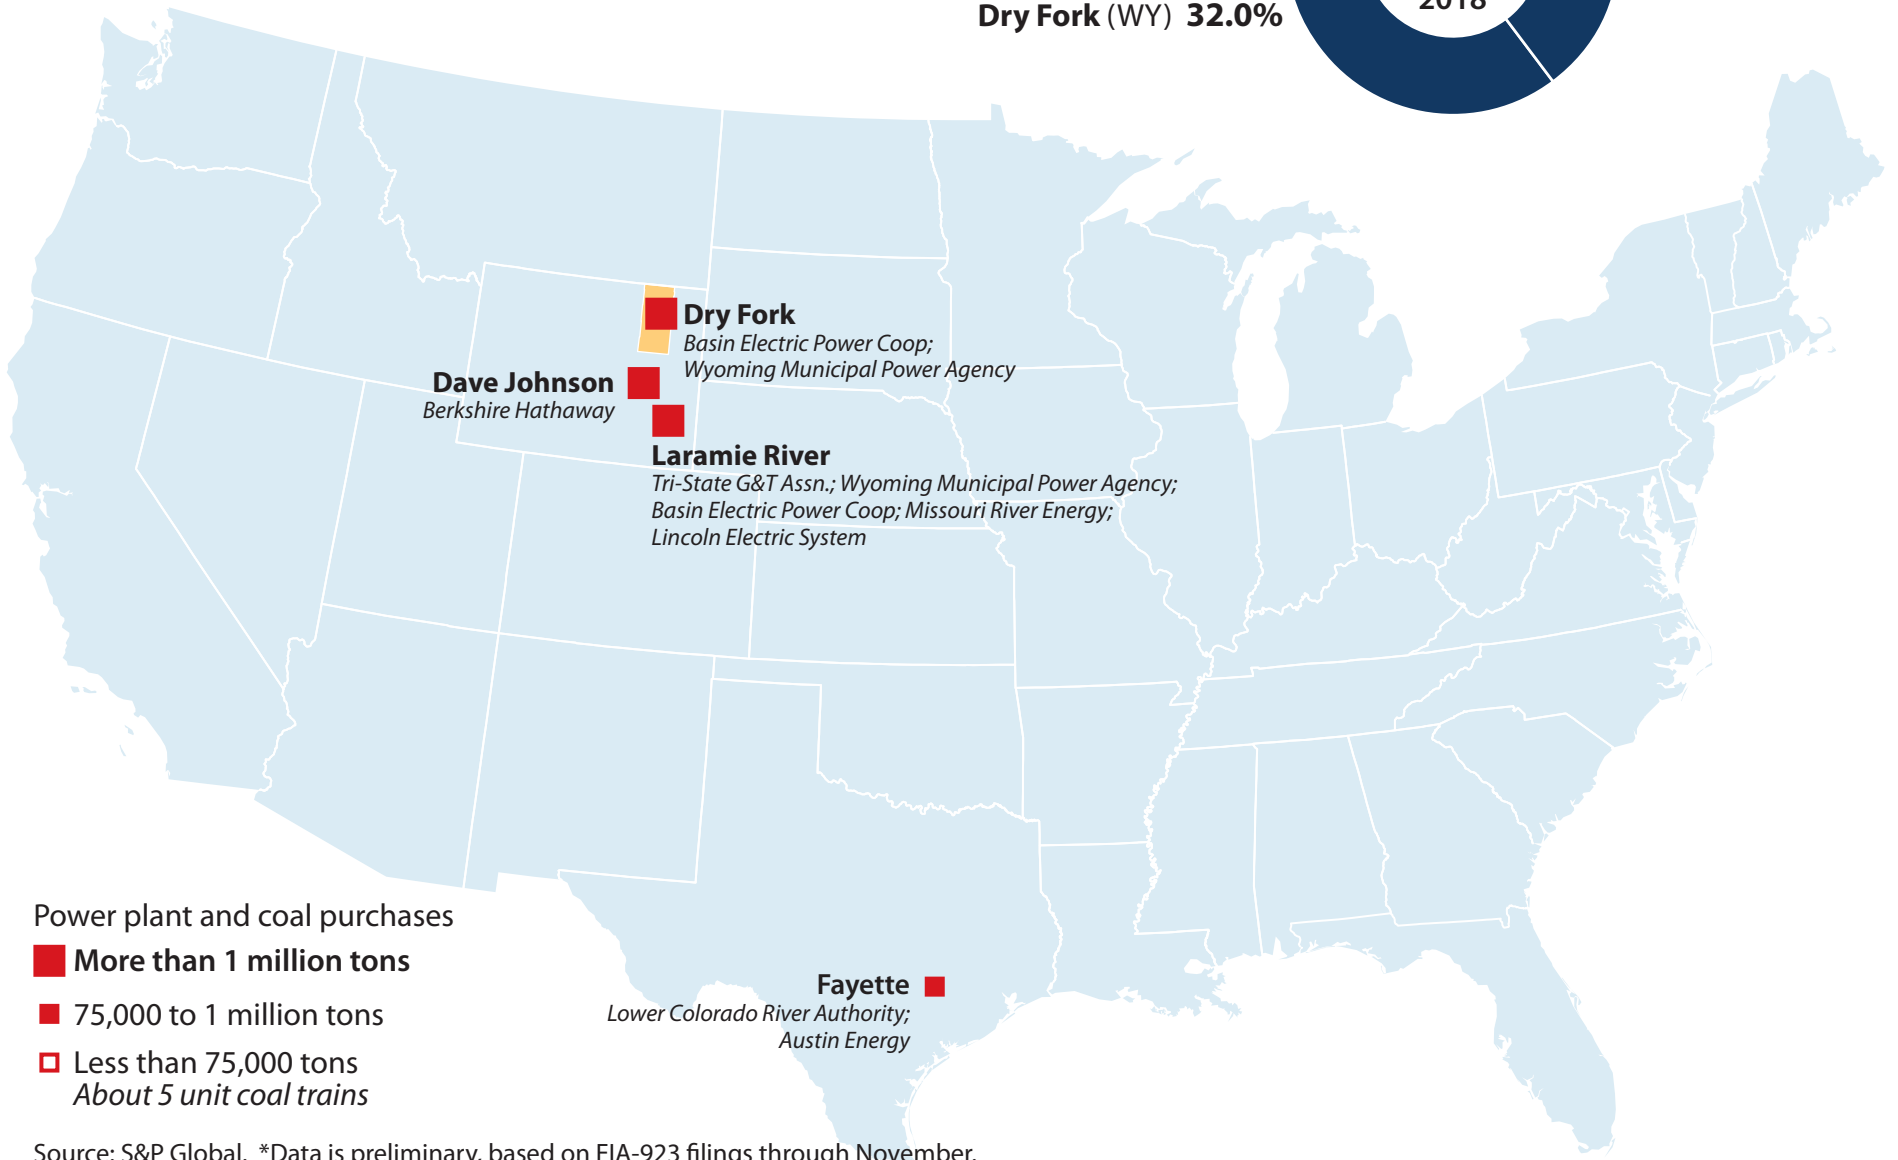 2018
Dry Fork (WY) 32.0%
Dry Fork
Basin Electric Power Coop;
Wyoming Municipal Power Agency
Dave Johnson
Berkshire Hathaway
Laramie River
Tri-State G&T Assn.; Wyoming Municipal Power Agency;
Basin Electric Power Coop; Missouri River Energy;
Lincoln Electric System
Fayette
Lower Colorado River Authority;
Austin Energy
Power plant and coal purchases
More than 1 million tons
75,000 to 1 million tons
Less than 75,000 tons
About 5 unit coal trains
Source: S&P Global. *Data is preliminary, based on EIA-923 filings through November.